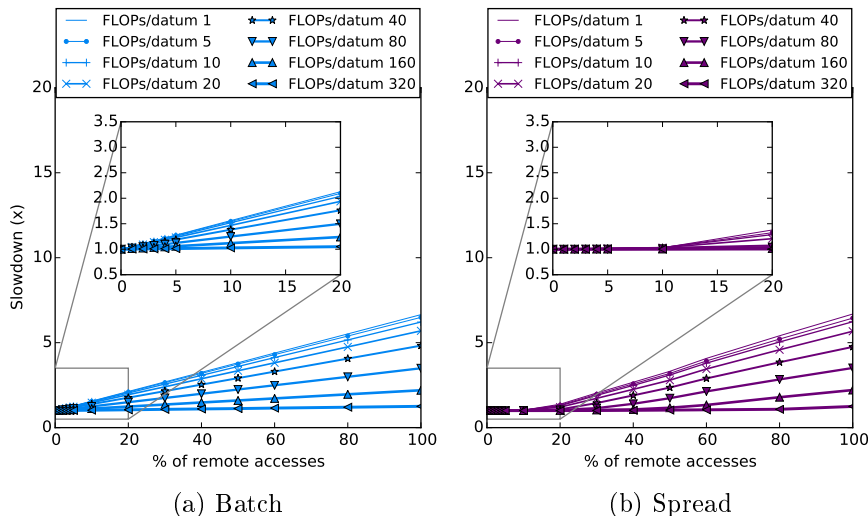 FLOPs/datum 1
FLOPs/datum 5
FLOPs/datum 10
FLOPs/datum 20
FLOPs/datum 40
FLOPs/datum 80
FLOPs/datum 160
FLOPs/datum 320
Slowdown (x)
20
15
10
5
0
3.5
3.0
2.5
2.0
1.5
1.0
0.5
0 5 10 15 20
0 20 40 60 80 100
% of remote accesses
(a) Batch
FLOPs/datum 1
FLOPs/datum 5
FLOPs/datum 10
FLOPs/datum 20
FLOPs/datum 40
FLOPs/datum 80
FLOPs/datum 160
FLOPs/datum 320
20
15
10
5
0
3.5
3.0
2.5
2.0
1.5
1.0
0.5
0 5 10 15 20
0 20 40 60 80 100
% of remote accesses
(b) Spread